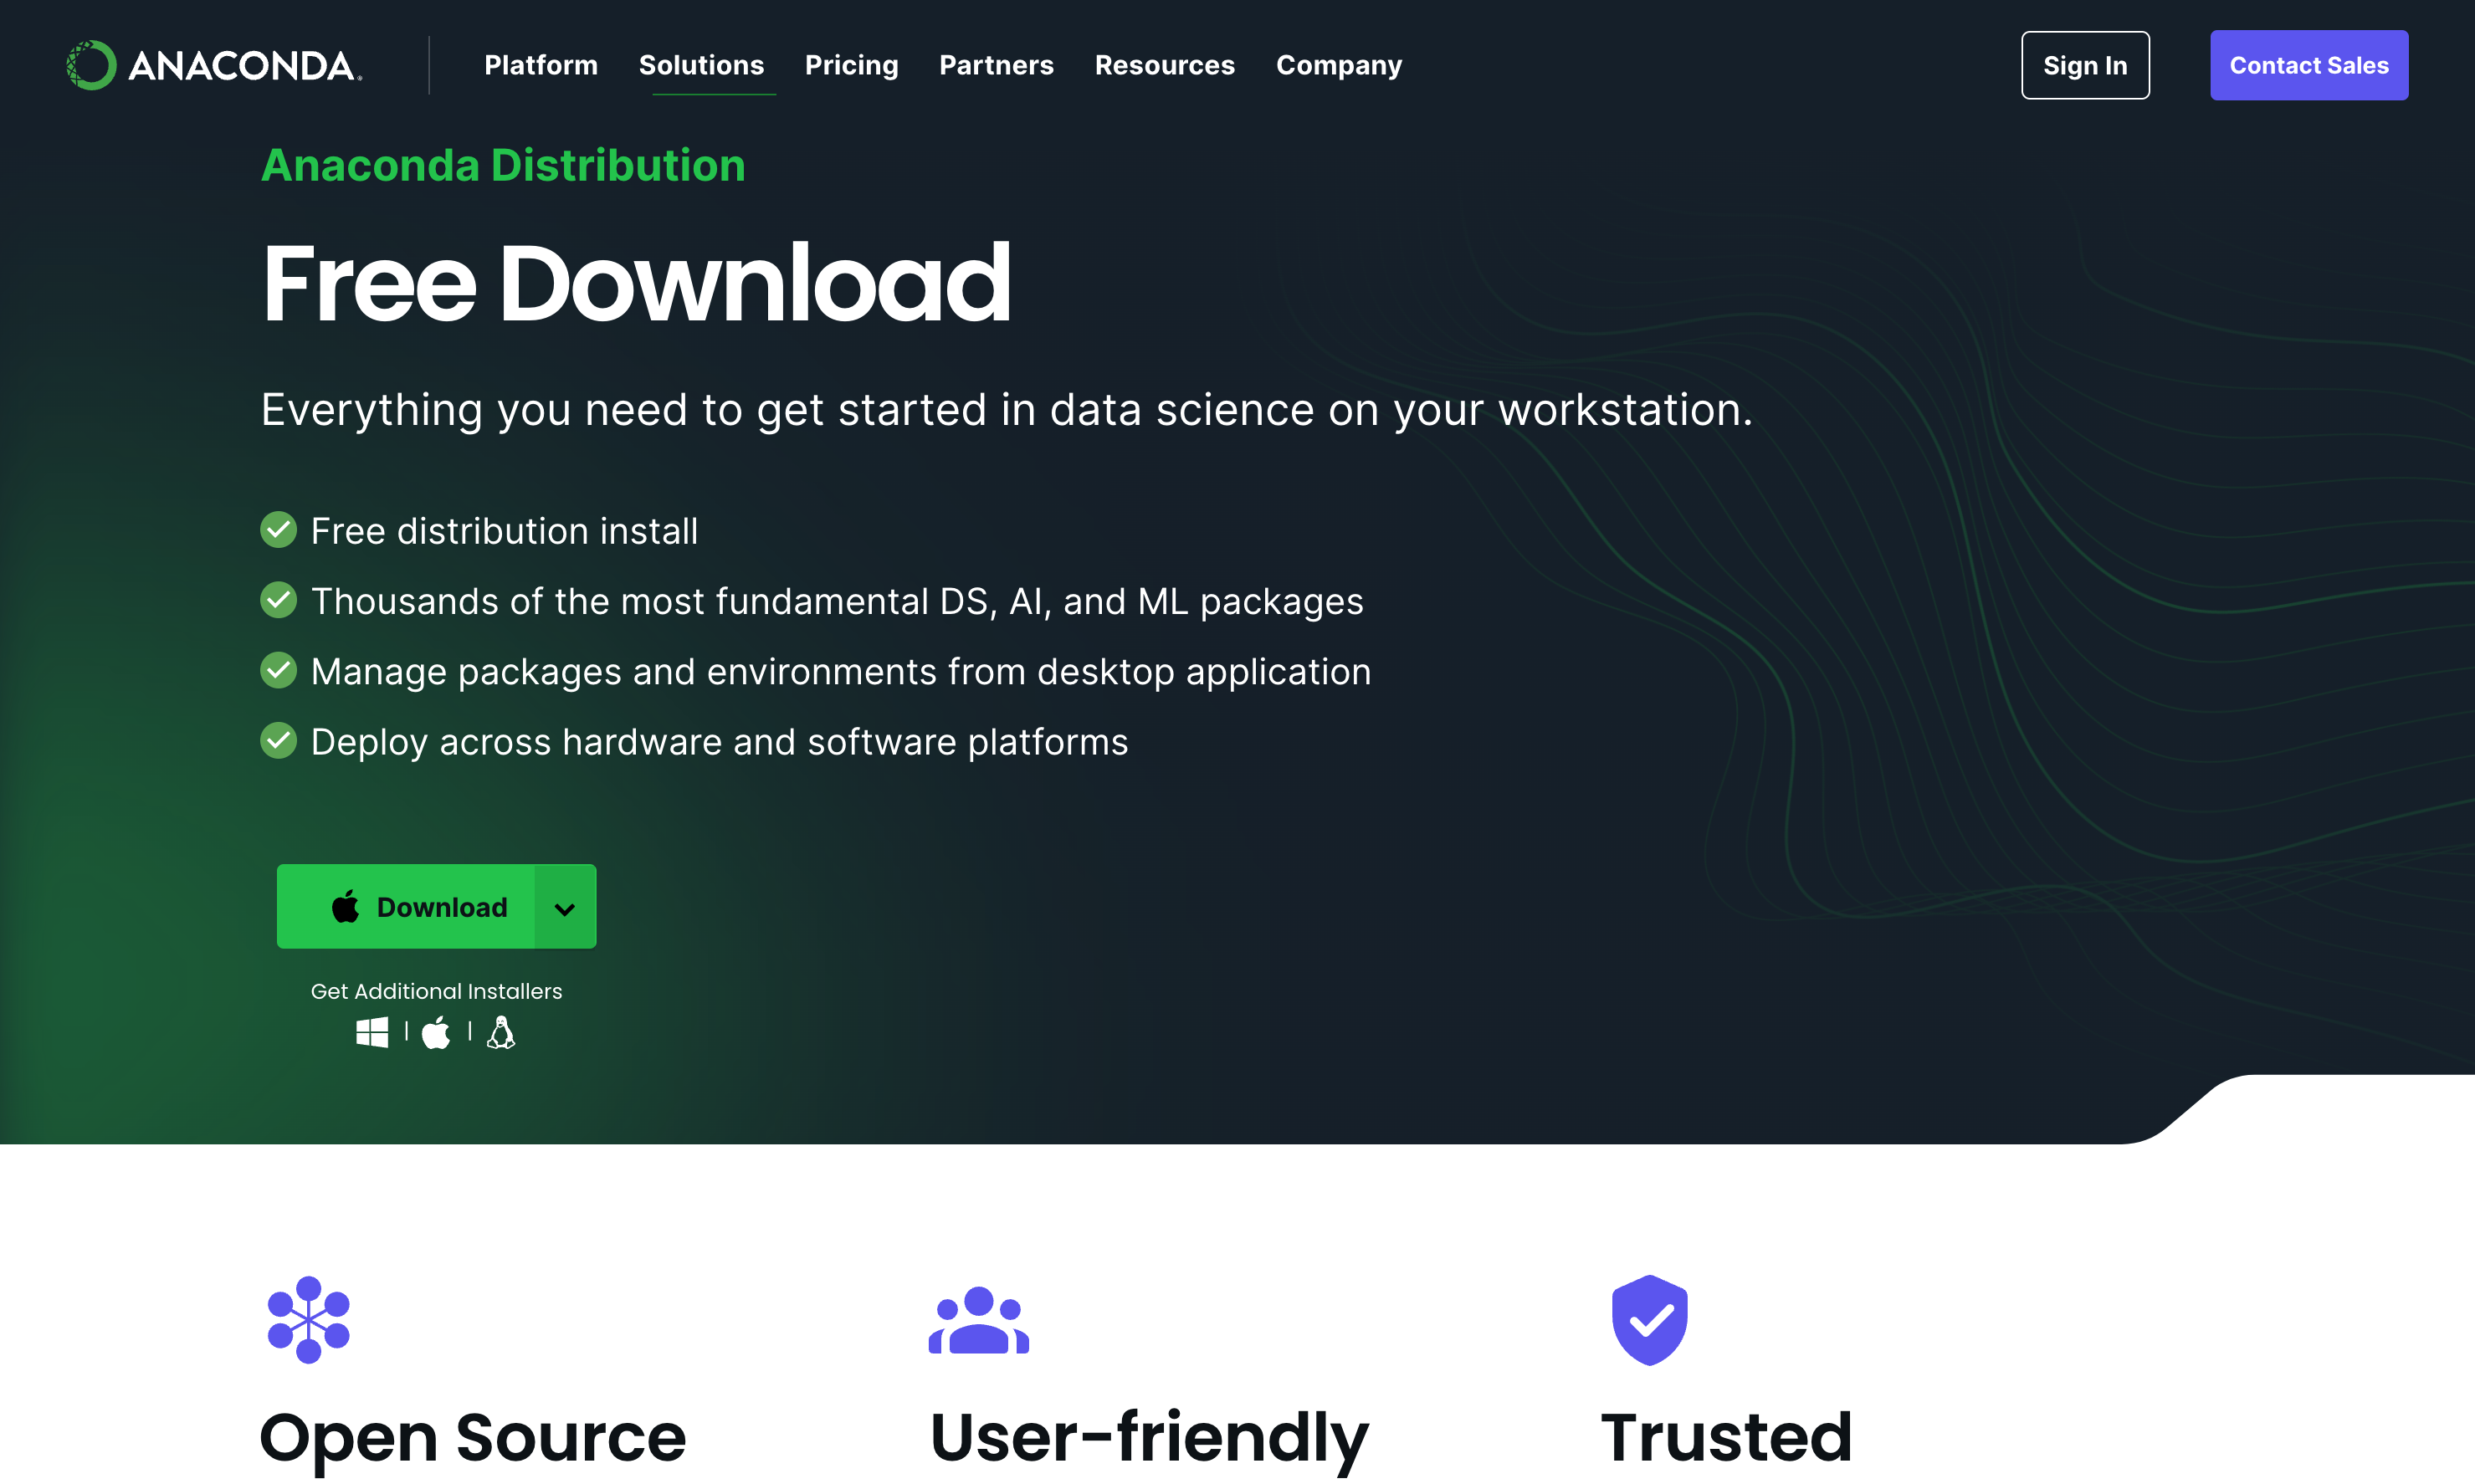 ANACONDA.
Platform Solutions Pricing Partners Resources Company Sign In Contact Sales
Anaconda Distribution
Free Download
Everything you need to get started in data science on your workstation.
Free distribution install
Thousands of the most fundamental DS, AI, and ML packages
Manage packages and environments from desktop application
Deploy across hardware and software platforms
Download
Get Additional Installers
| |
Open Source User-friendly Trusted